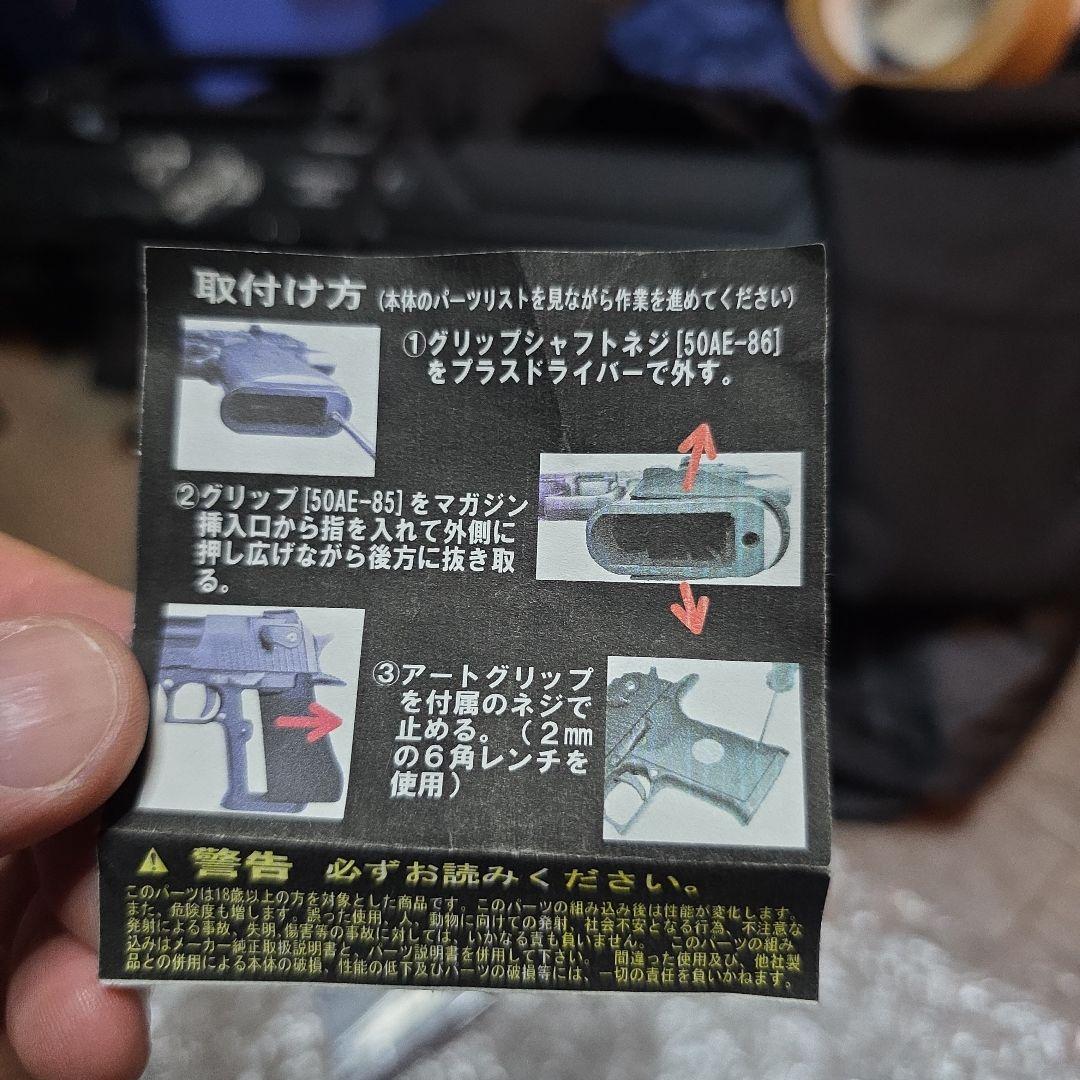 取付け方 (本体のパーツリストを見ながら作業を進めてください)
①グリップシャフトネジ[50AE-86]
をプラスドライバーで外す。
②グリップ[50AE-85]をマガジン
挿入口から指を入れて外側に
押し広げながら後方に抜き取
る。
③アートグリップ
を付属のネジで
止める。(2㎜
の6角レンチを
使用)
警告 必ずお読みください。
このパーツは18歳以上の方を対象とした商品です。このパーツの組み込み後は性能が変化します。
また、危険度も増します。誤った使用、人、動物に向けての発射、社会不安となる行為、不注意な
発射による事故、失明,傷害等の事故に対しては、いかなる責も負いません。 このパーツの組み
込みはメーカー純正取扱説明書と、パーツ説明書を併用して下さい。 間違った使用及び、他社製
品との併用による本体の破損、性能の低下及びパーツの破損等には、一切の責任を負いかねます。